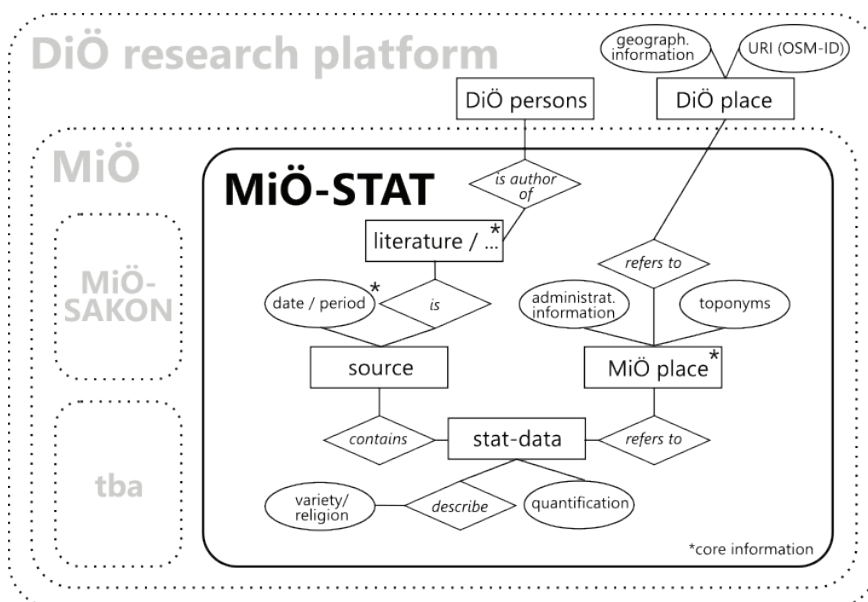 DiÖ research platform
geograph.
information
URI (OSM-ID)
DiÖ persons
DiÖ place
MiÖ
MiÖ-STAT
is author
of
literature / ...*
refers to
MiÖ-
SAKON
date / period*
is
administrat.
information
toponyms
source
MiÖ place*
contains
stat-data
refers to
tba
variety/
religion
describe
quantification
*core information